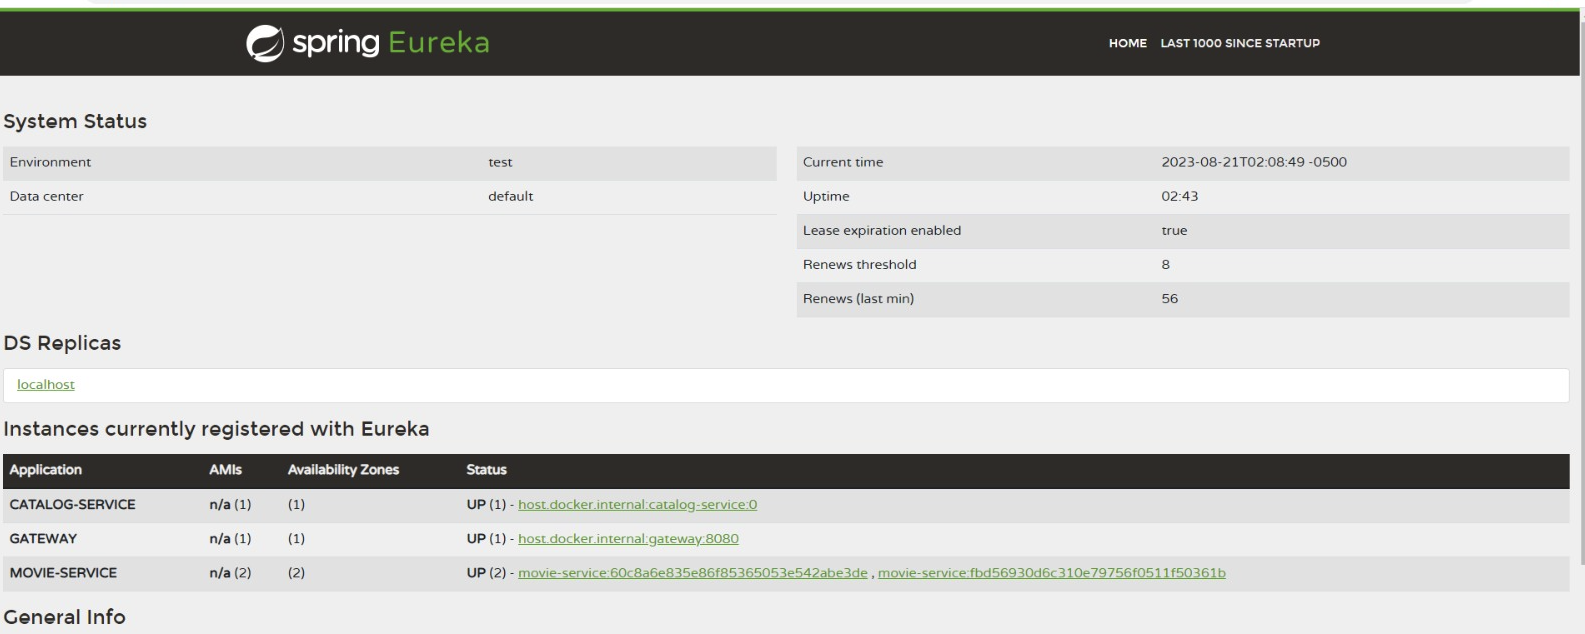 spring Eureka
HOME LAST 1000 SINCE STARTUP
System Status
Environment test
Data center default
Current time 2023-08-21T02:08:49 -0500
Uptime 02:43
Lease expiration enabled true
Renews threshold 8
Renews (last min) 56
DS Replicas
localhost
Instances currently registered with Eureka
Application AMIs Availability Zones Status
CATALOG-SERVICE n/a (1) (1) UP (1) - host.docker.internal:catalog-service:0
GATEWAY n/a (1) (1) UP (1) - host.docker.internal:gateway:8080
MOVIE-SERVICE n/a (2) (2) UP (2) - movie-service:60c8a6e835e86f85365053e542abe3de , movie-service:fbd56930d6c310e79756f0511f50361b
General Info